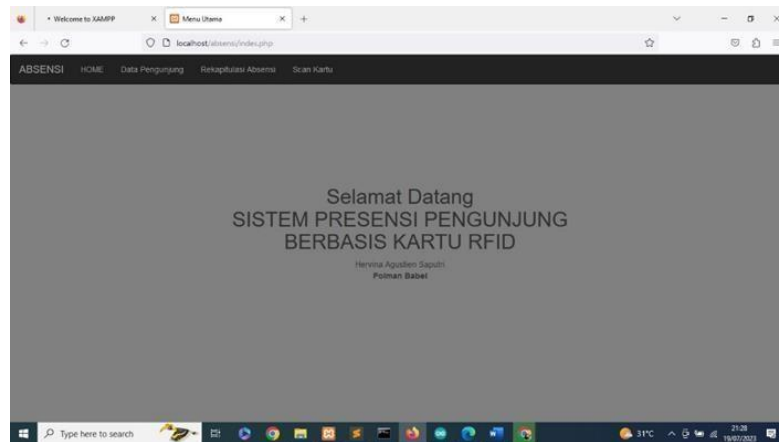 Welcome to XAMPP
Menu Utama
localhost/absensi/index.php
ABSENSI HOME Data Pengunjung Rekapitulasi Absensi Scan Kartu
Selamat Datang
SISTEM PRESENSI PENGUNJUNG
BERBASIS KARTU RFID
Hervina Agustien Saputri
Polman Babel
Type here to search
31°C
21:28
19/07/2023